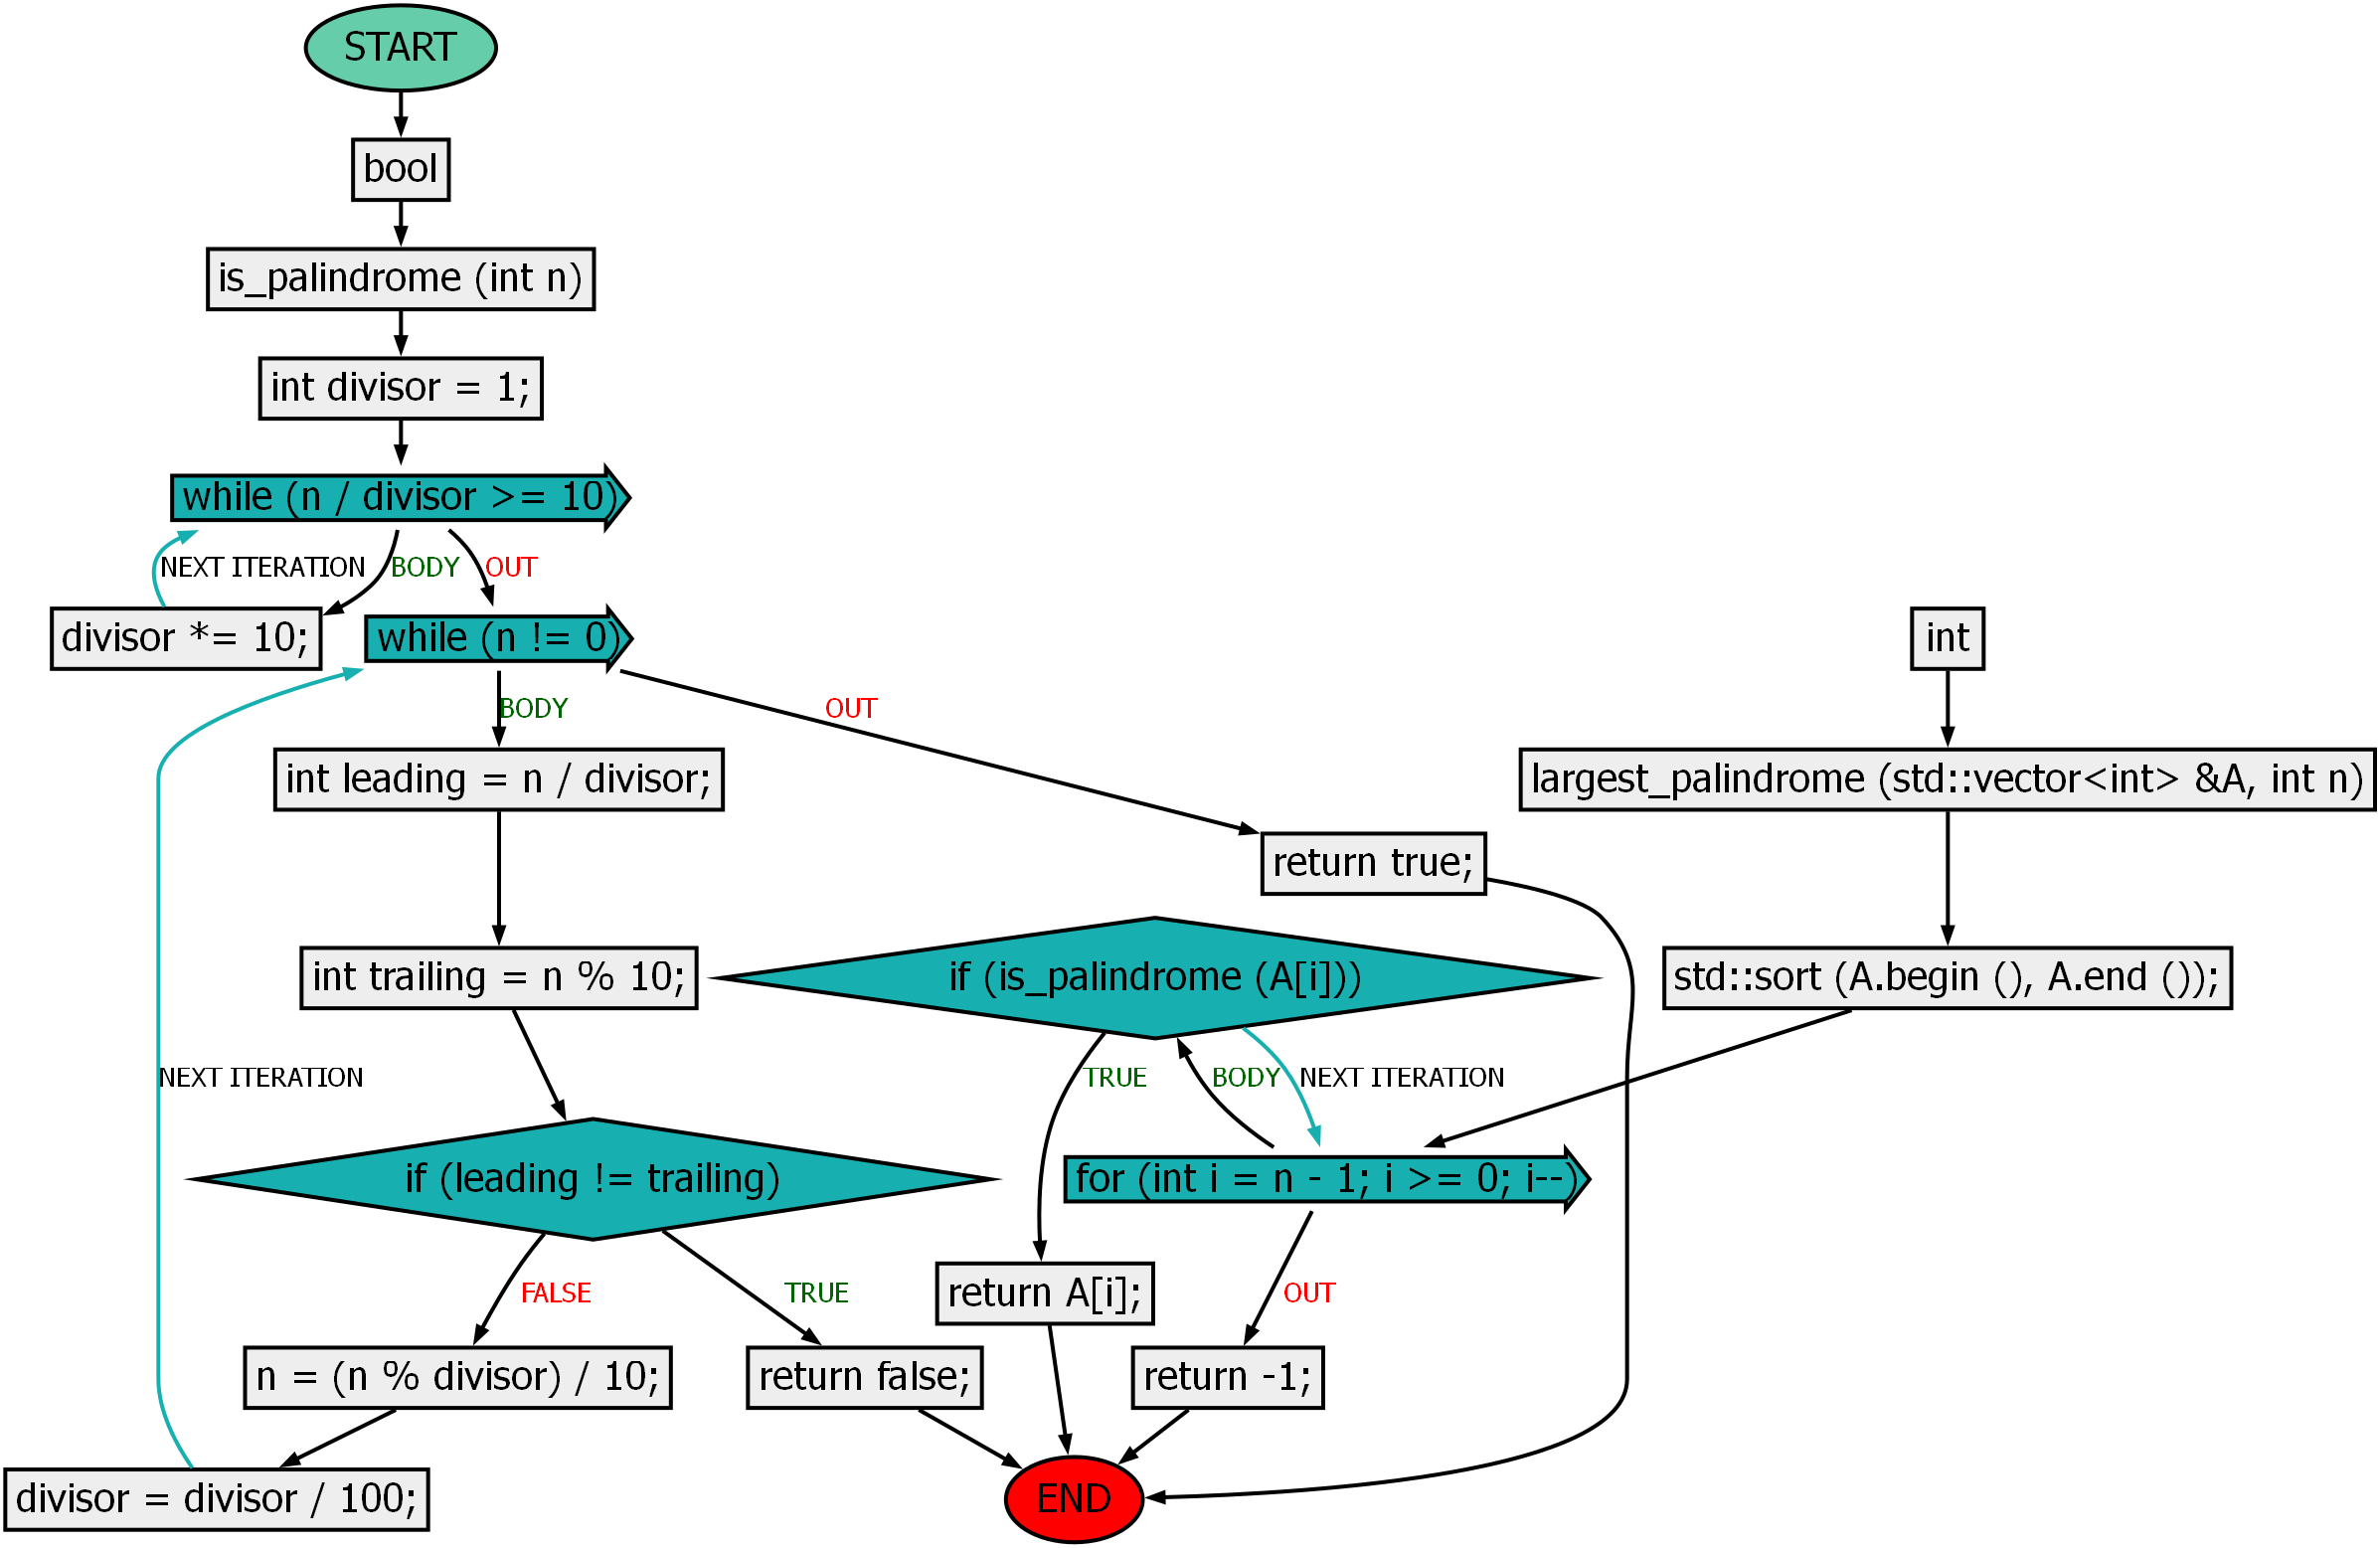 START
bool
is_palindrome (int n)
int divisor = 1;
while (n / divisor >= 10)
NEXT ITERATION
BODY
OUT
divisor *= 10;
while (n != 0)
int
BODY
OUT
int leading = n / divisor;
largest_palindrome (std::vector<int> &A, int n)
return true;
int trailing = n % 10;
if (is_palindrome (A[i]))
std::sort (A.begin (), A.end ());
NEXT ITERATION
TRUE
BODY
NEXT ITERATION
if (leading != trailing)
for (int i = n - 1; i >= 0; i--)
FALSE
TRUE
return A[i];
OUT
n = (n % divisor) / 10;
return false;
return -1;
divisor = divisor / 100;
END